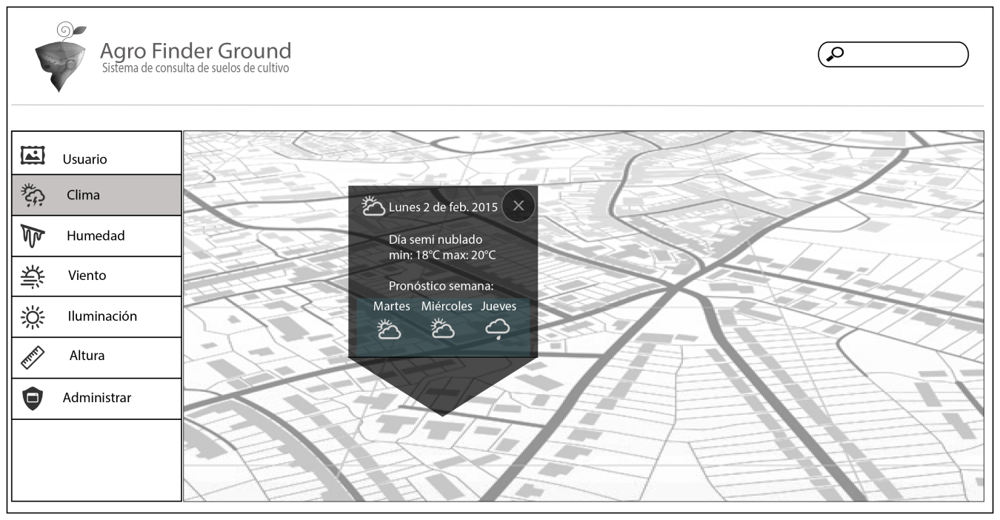 Agro Finder Ground
Sistema de consulta de suelos de cultivo
Usuario
Clima
Humedad
Viento
Iluminación
Altura
Administrar
Lunes 2 de feb. 2015
X
Día semi nublado
min: 18°C max: 20°C
Pronóstico semana:
Martes Miércoles Jueves